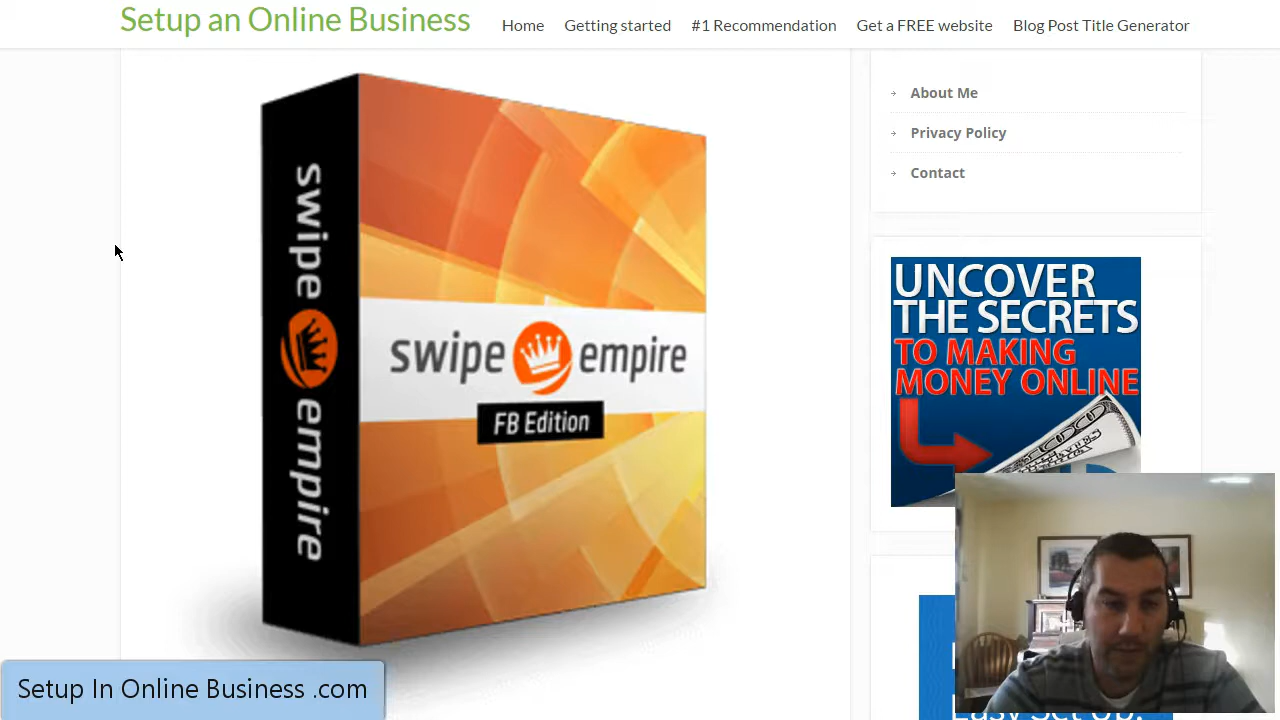 Setup an Online Business
Home
Getting started
#1 Recommendation
Get a FREE website
Blog Post Title Generator
swipe empire
swipe empire
FB Edition
About Me
Privacy Policy
Contact
UNCOVER
THE SECRETS
TO MAKING
MONEY ONLINE
Setup In Online Business .com